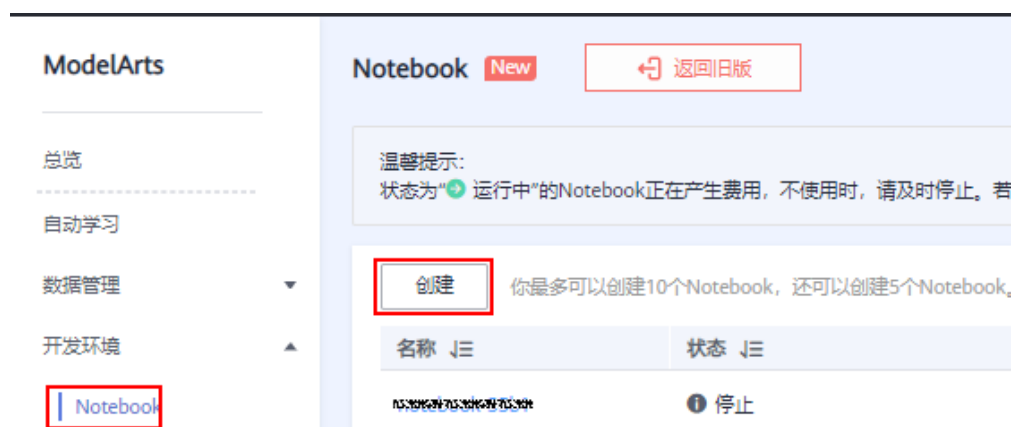 ModelArts
总览
自动学习
数据管理
开发环境
Notebook
Notebook New 返回旧版
温馨提示：
状态为“ 运行中”的Notebook正在产生费用，不使用时，请及时停止。若
创建 你最多可以创建10个Notebook，还可以创建5个Notebook。
名称 状态
停止